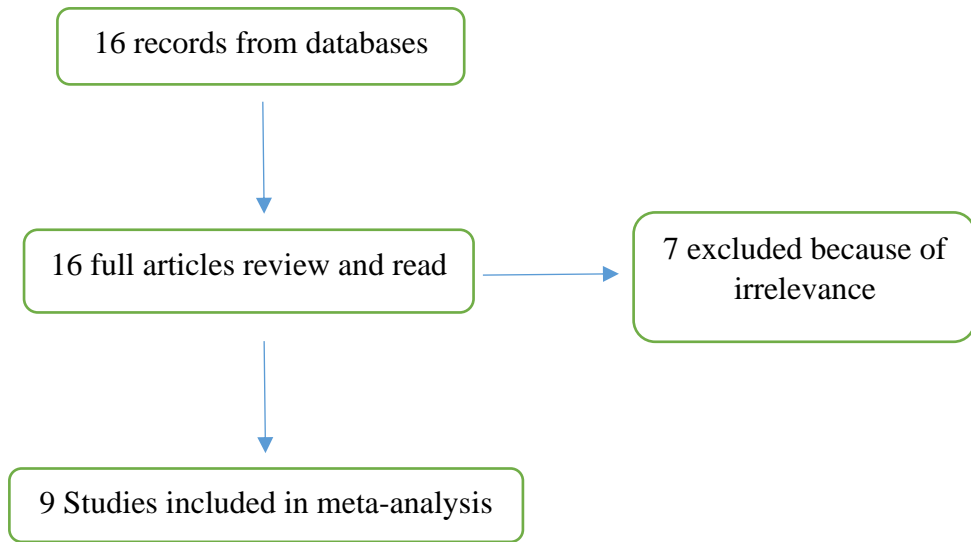 16 records from databases
16 full articles review and read
7 excluded because of
irrelevance
9 Studies included in meta-analysis